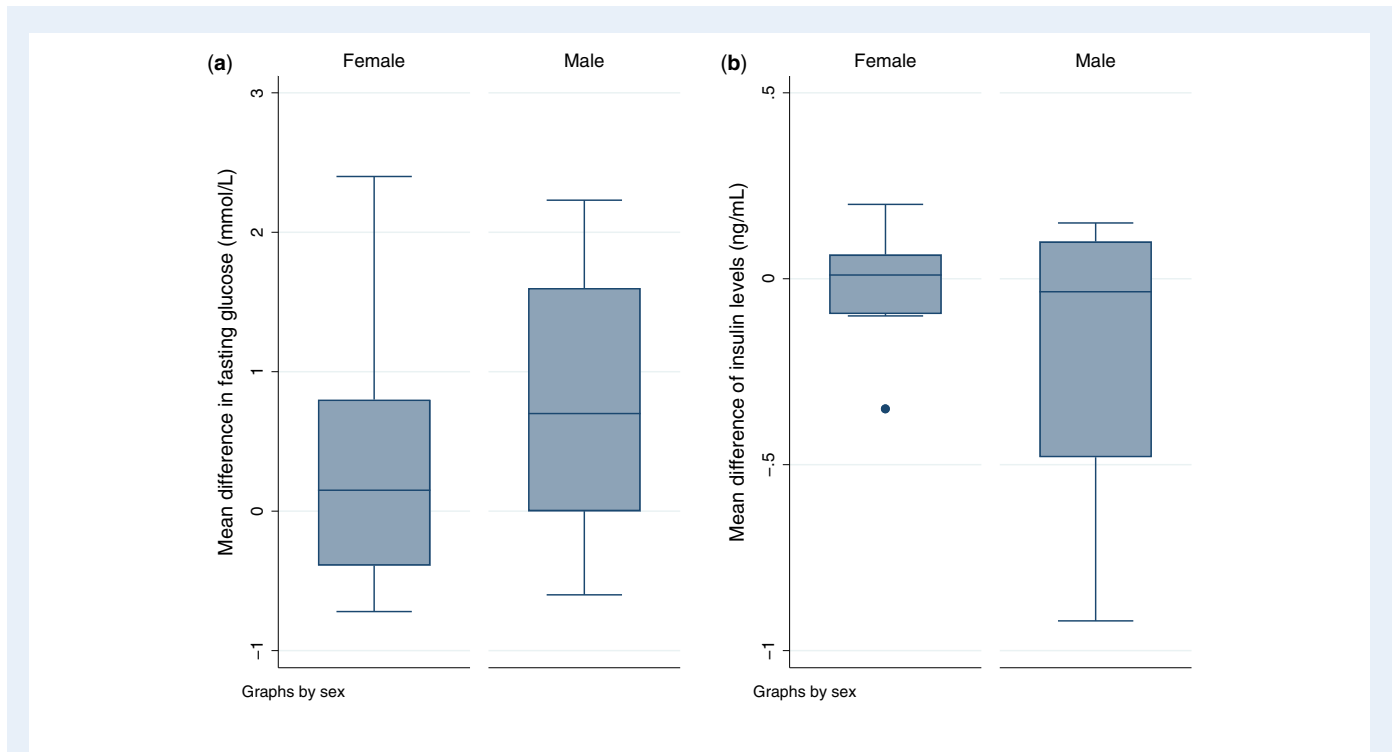 (a)
Female
Male
Mean difference in fasting glucose (mmol/L)
3
2
1
0
−1
Graphs by sex
(b)
Female
Male
Mean difference of insulin levels (ng/mL)
.5
0
−.5
−1
Graphs by sex